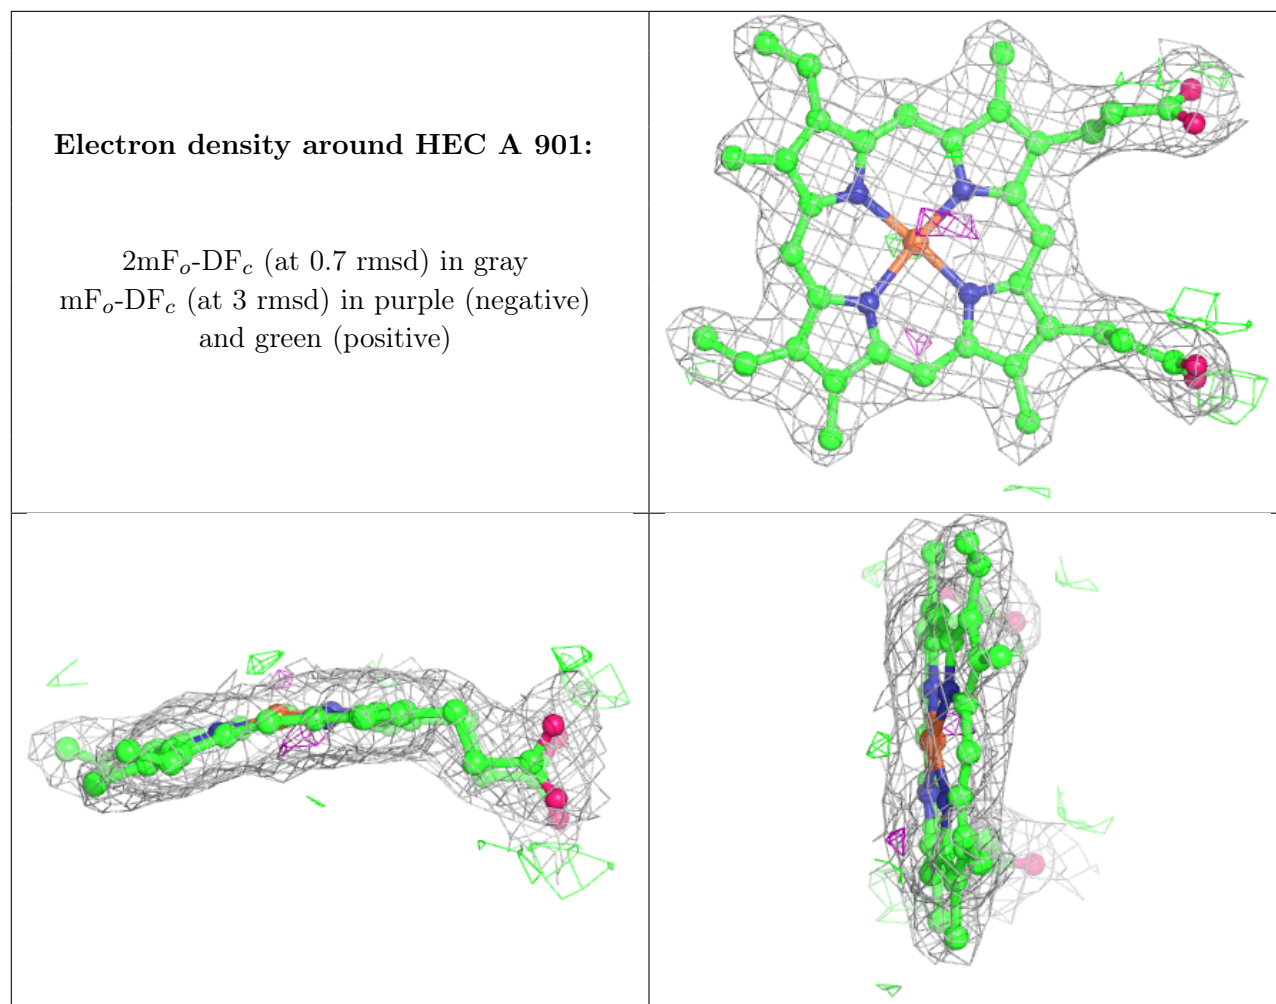 Electron density around HEC A 901:
2mFₒ-DF𝒸 (at 0.7 rmsd) in gray
mFₒ-DF𝒸 (at 3 rmsd) in purple (negative)
and green (positive)